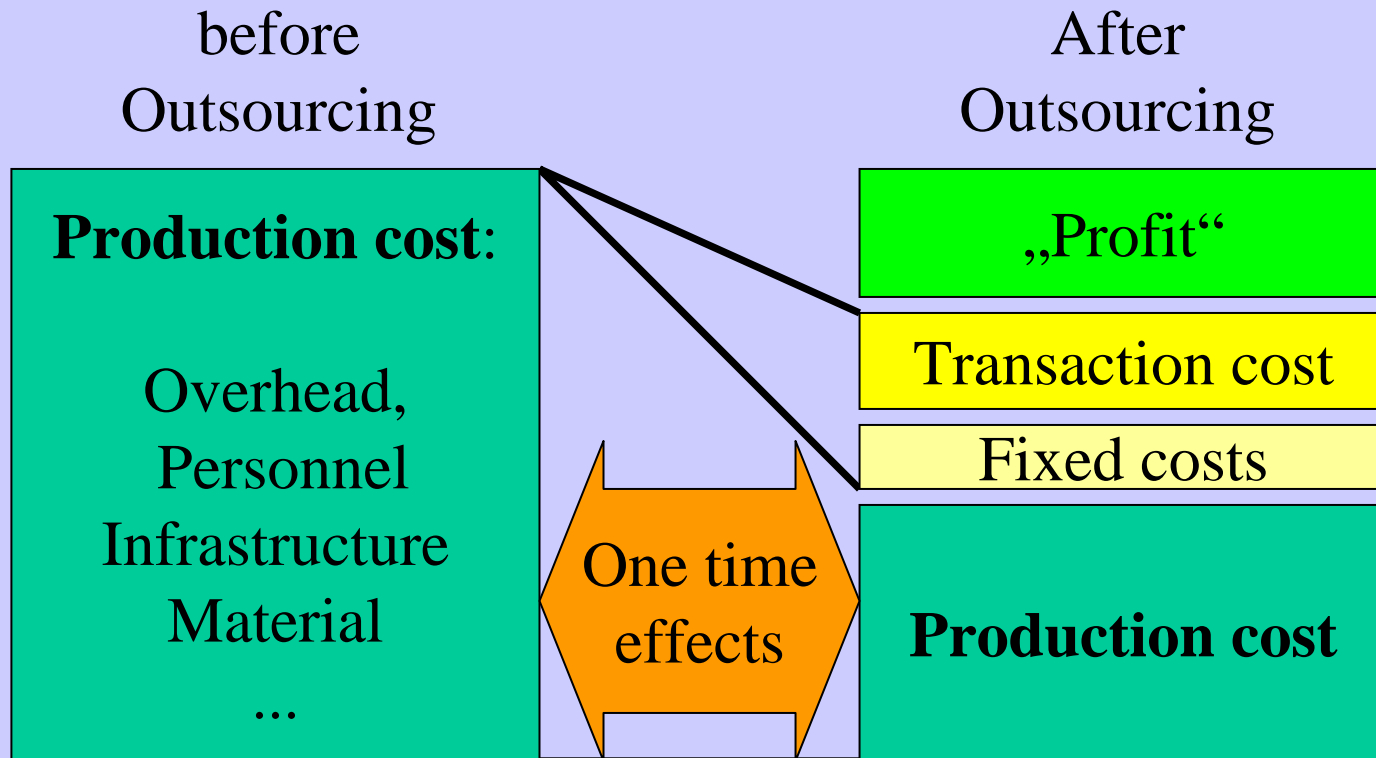 before
Outsourcing
After
Outsourcing
Production cost:
Overhead,
Personnel
Infrastructure
Material
...
One time
effects
„Profit“
Transaction cost
Fixed costs
Production cost